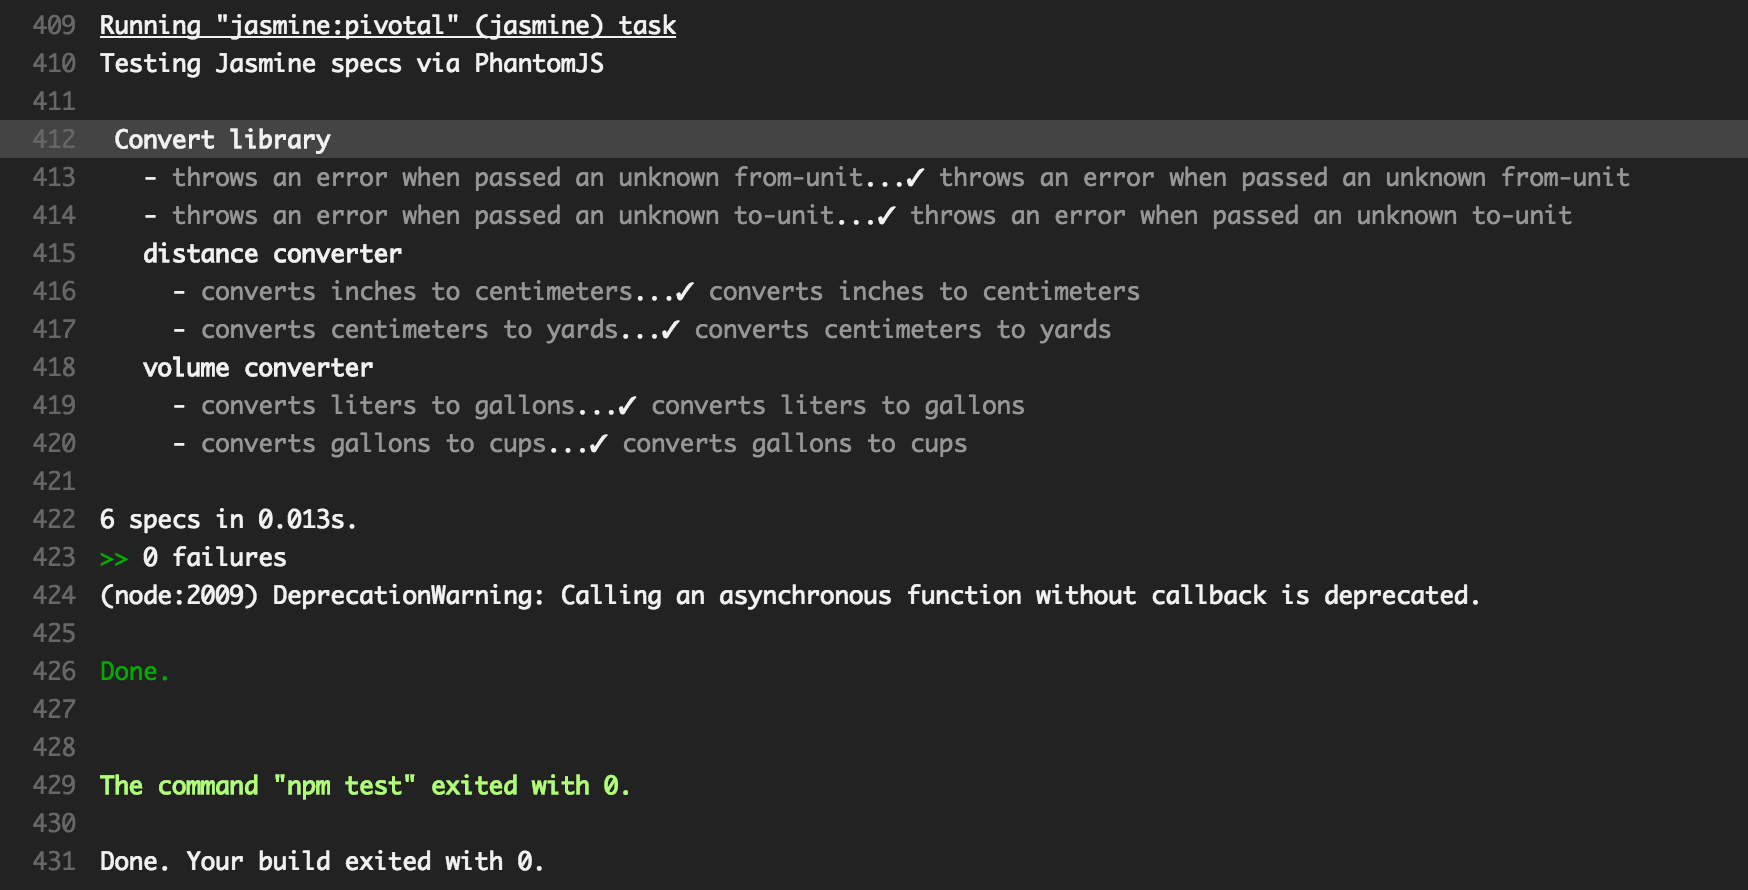 409 Running "jasmine:pivotal" (jasmine) task
410 Testing Jasmine specs via PhantomJS
411
412 Convert library
413 - throws an error when passed an unknown from-unit...✓ throws an error when passed an unknown from-unit
414 - throws an error when passed an unknown to-unit...✓ throws an error when passed an unknown to-unit
415 distance converter
416 - converts inches to centimeters...✓ converts inches to centimeters
417 - converts centimeters to yards...✓ converts centimeters to yards
418 volume converter
419 - converts liters to gallons...✓ converts liters to gallons
420 - converts gallons to cups...✓ converts gallons to cups
421
422 6 specs in 0.013s.
423 >> 0 failures
424 (node:2009) DeprecationWarning: Calling an asynchronous function without callback is deprecated.
425
426 Done.
427
428
429 The command "npm test" exited with 0.
430
431 Done. Your build exited with 0.